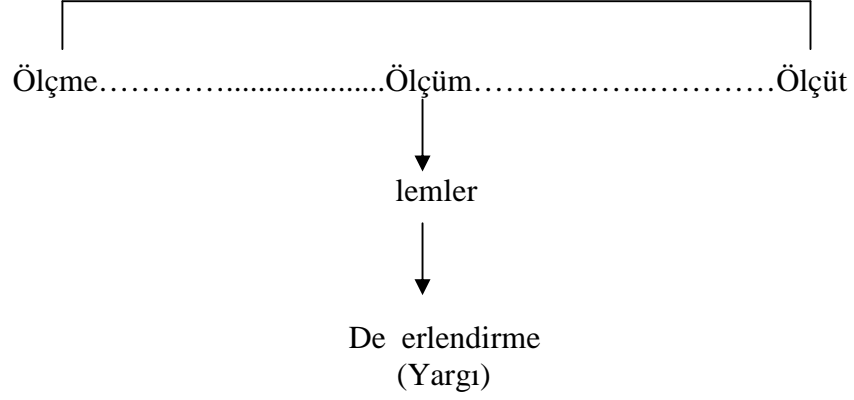 Ölçme…………....................Ölçüm……………..…………Ölçüt
lemler
De erlendirme
(Yargı)